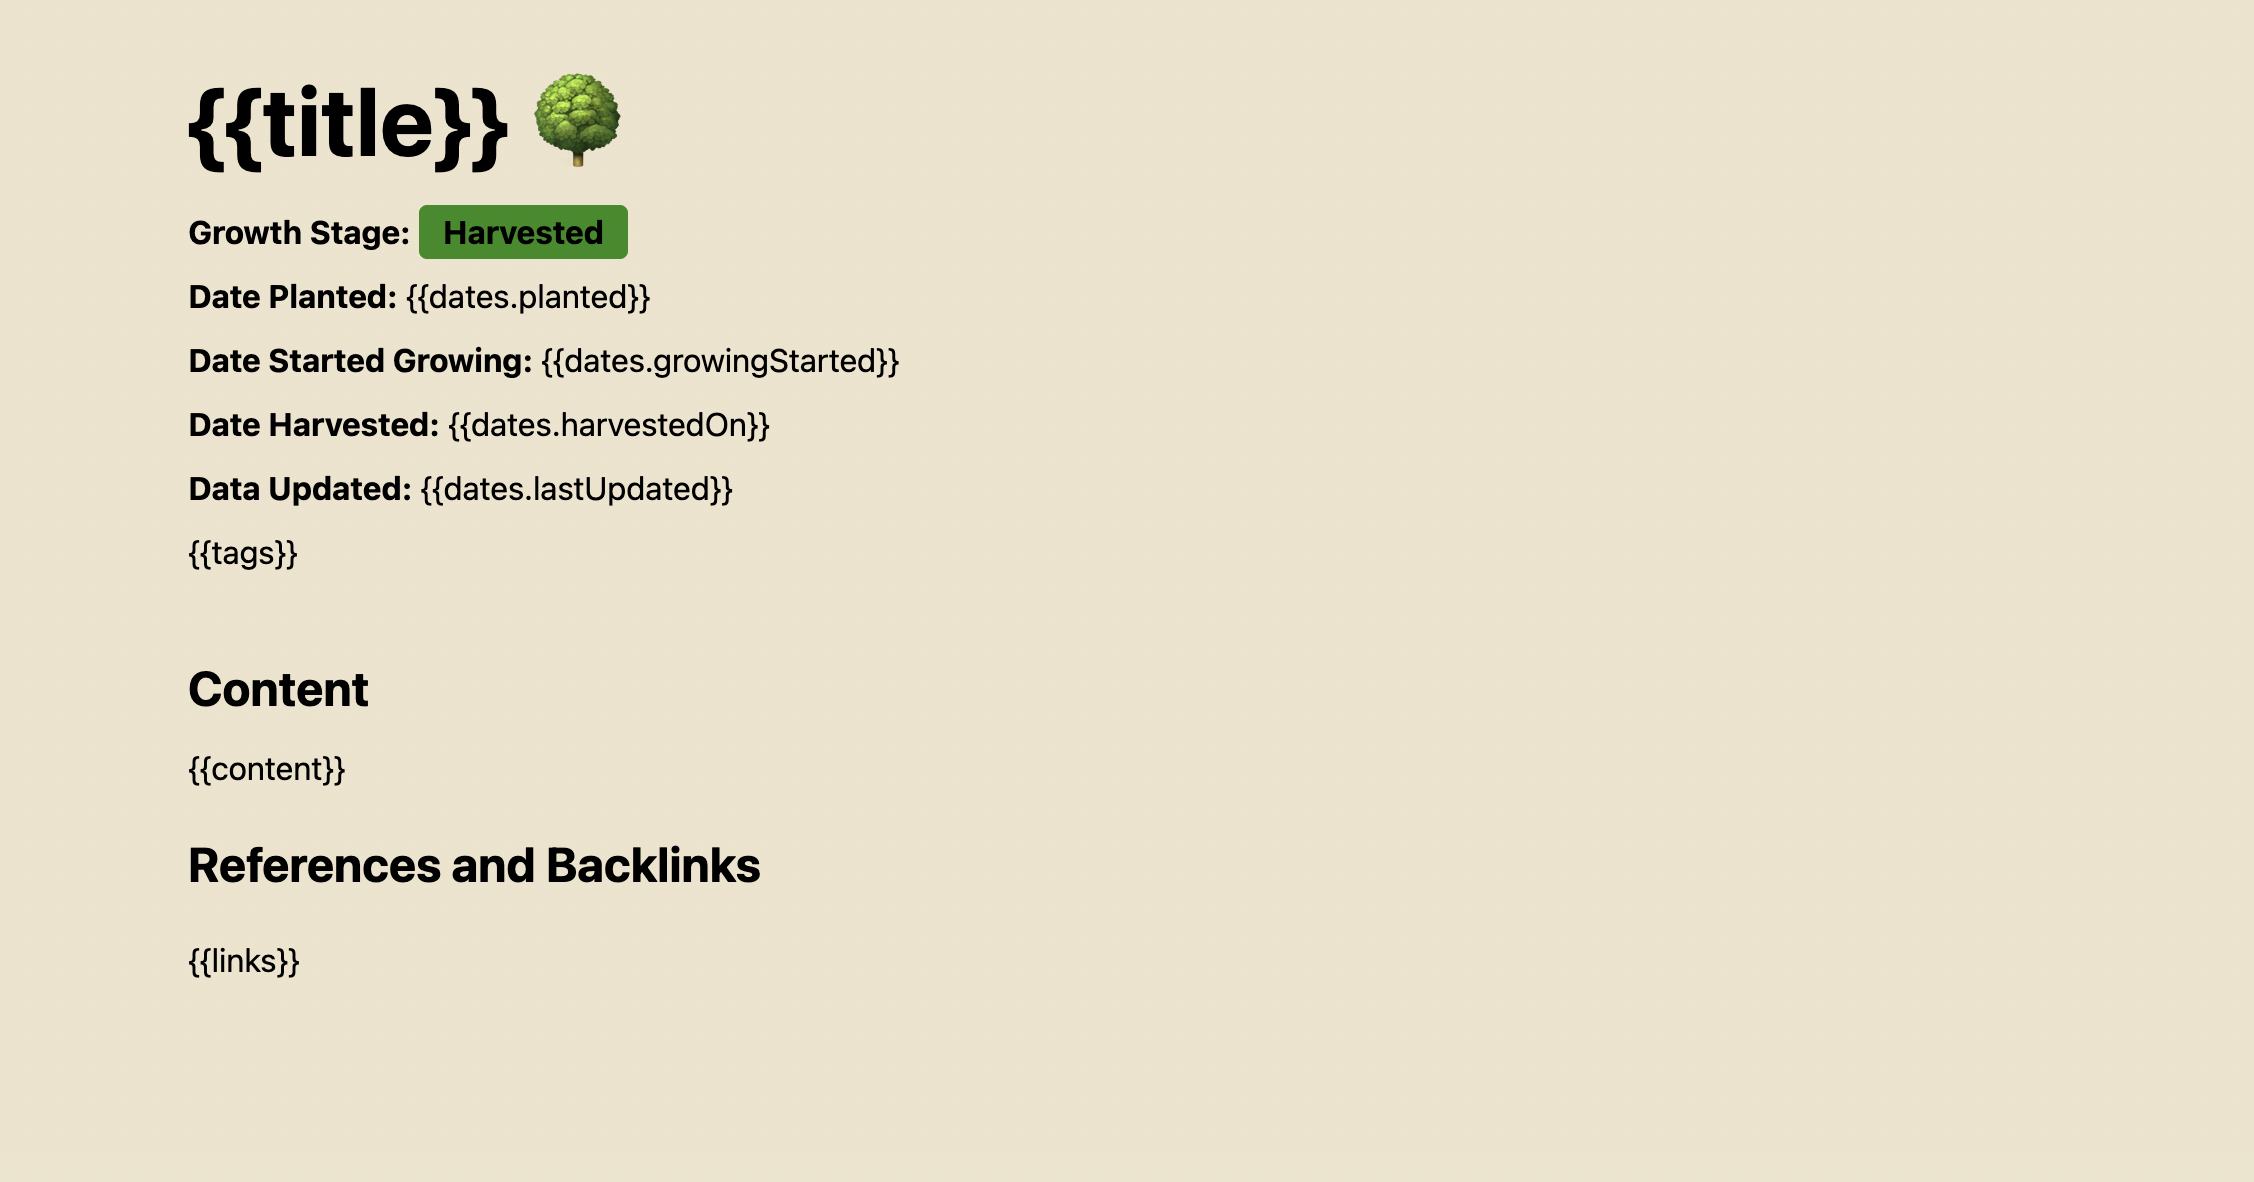 {{title}}
Growth Stage: Harvested
Date Planted: {{dates.planted}}
Date Started Growing: {{dates.growingStarted}}
Date Harvested: {{dates.harvestedOn}}
Data Updated: {{dates.lastUpdated}}
{{tags}}
Content
{{content}}
References and Backlinks
{{links}}